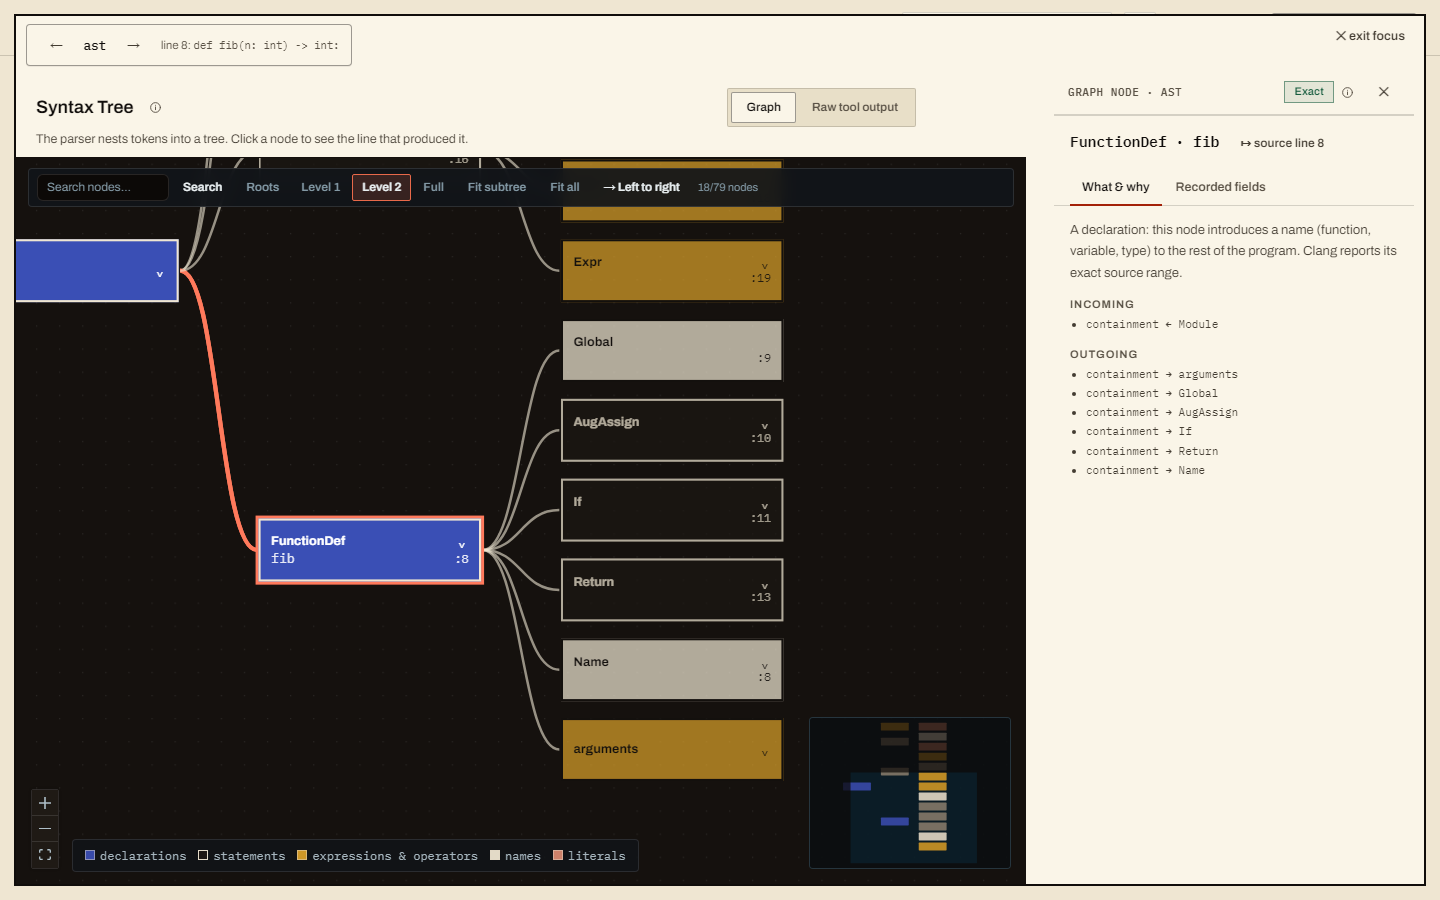 ← ast → line 8: def fib(n: int) -> int:
exit focus
Syntax Tree
Graph
Raw tool output
The parser nests tokens into a tree. Click a node to see the line that produced it.
Search nodes...
Search
Roots
Level 1
Level 2
Full
Fit subtree
Fit all
→ Left to right
18/79 nodes
v
Expr
v
:19
Global
:9
AugAssign
v
:10
If
v
:11
FunctionDef
fib
v
:8
Return
v
:13
Name
v
:8
arguments
v
declarations
statements
expressions & operators
names
literals
GRAPH NODE · AST
Exact
FunctionDef · fib
↦ source line 8
What & why
Recorded fields
A declaration: this node introduces a name (function,
variable, type) to the rest of the program. Clang reports its
exact source range.
INCOMING
• containment ← Module
OUTGOING
• containment → arguments
• containment → Global
• containment → AugAssign
• containment → If
• containment → Return
• containment → Name